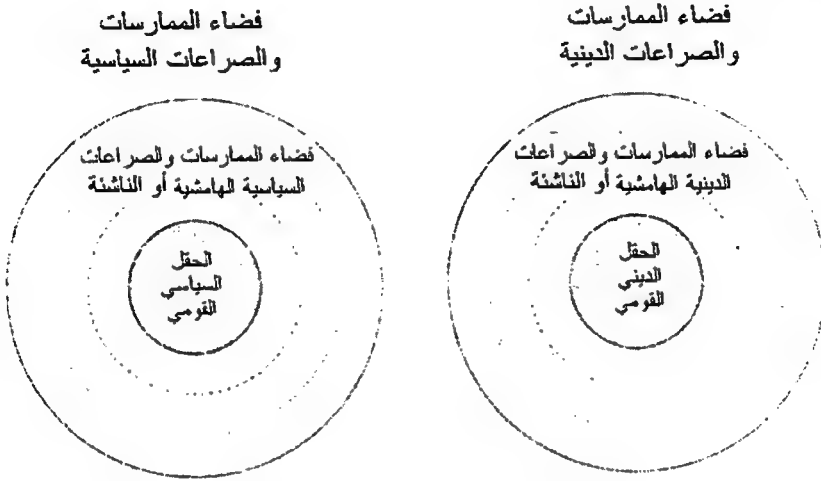 فضاء الممارسات
والصراعات الدينية
فضاء الممارسات والصراعات
الدينية الهامشية أو الناشئة
الحقل
الديني
القومي
فضاء الممارسات
والصراعات السياسية
فضاء الممارسات والصراعات
السياسية الهامشية أو الناشئة
الحقل
السياسي
القومي